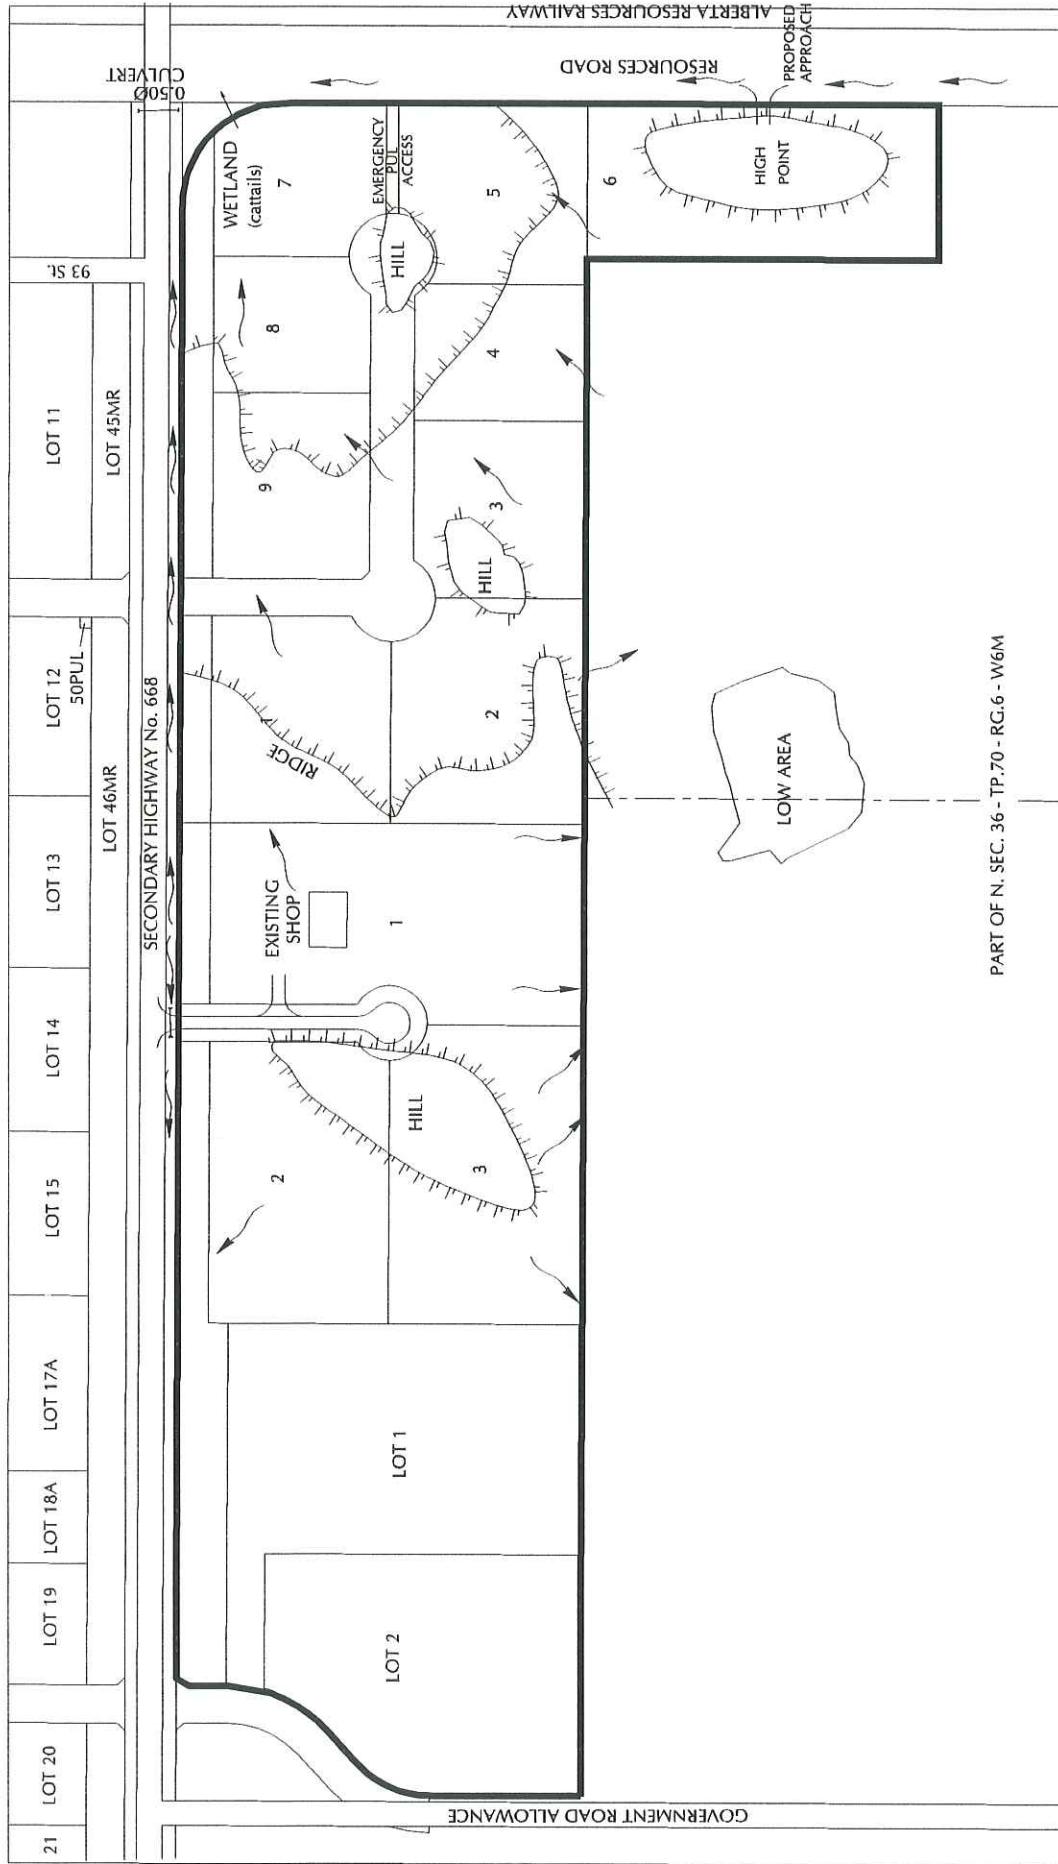 21
LOT 20
LOT 19
LOT 18A
LOT 17A
LOT 15
LOT 14
LOT 13
LOT 12
50PUL
LOT 11
LOT 46MR
LOT 45MR
93 St.
SECONDARY HIGHWAY No. 668
0.50Ø
CULVERT
ALBERTA RESOURCES RAILWAY
RESOURCES ROAD
PROPOSED
APPROACH
GOVERNMENT ROAD ALLOWANCE
LOT 2
LOT 1
2
3
HILL
EXISTING
SHOP
1
RIDGE
2
HILL
3
9
8
4
HILL
WETLAND
(cattails)
7
EMERGENCY
PUL
ACCESS
5
6
HIGH
POINT
LOW AREA
PART OF N. SEC. 36 - TP.70 - RG.6 - W6M